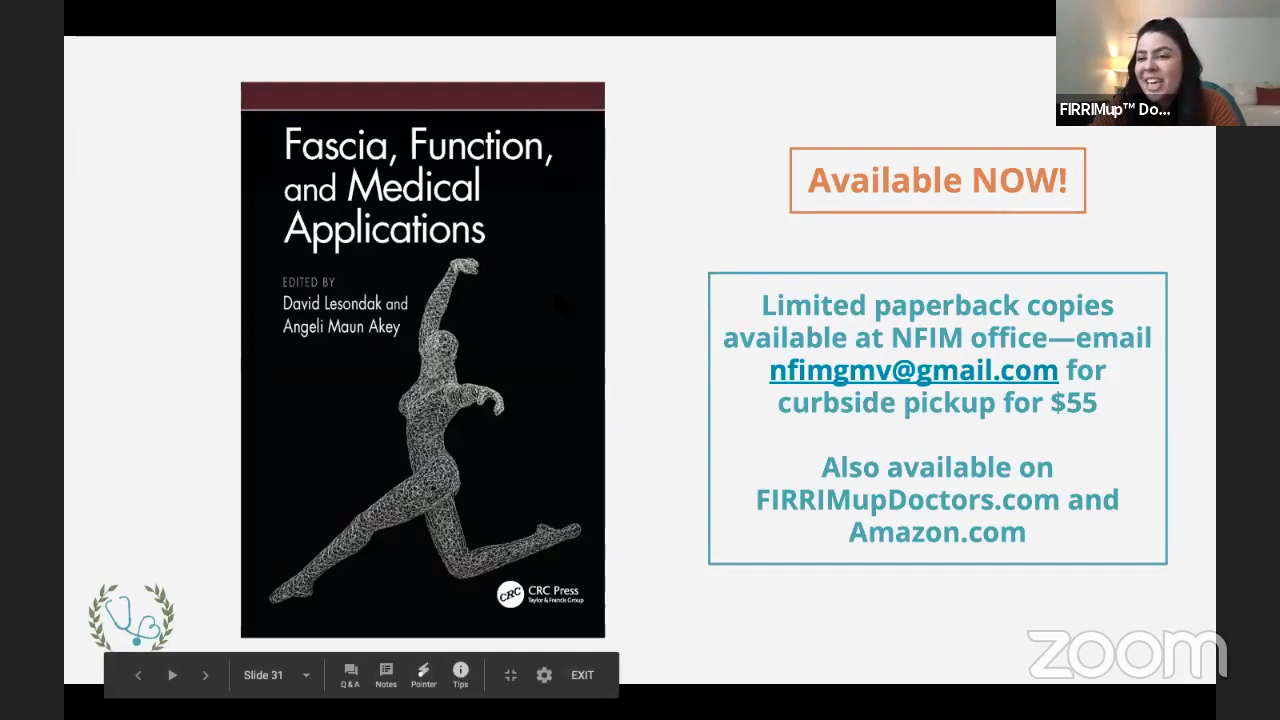 FIRRIMup™ Do...
Fascia, Function,
and Medical
Applications
EDITED BY
David Lesondak and
Angeli Maun Akey
CRC
CRC Press
Taylor & Francis Group
Available NOW!
Limited paperback copies
available at NFIM office—email
nfimgmv@gmail.com for
curbside pickup for $55
Also available on
FIRRIMupDoctors.com and
Amazon.com
Slide 31
Q & A
Notes
Pointer
Tips
EXIT
zoom